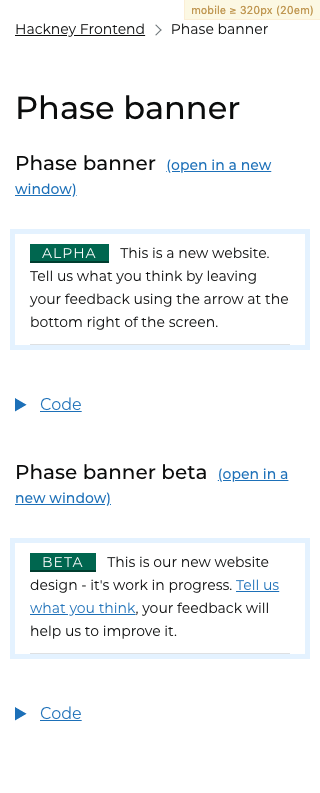 mobile ≥ 320px (20em)
Hackney Frontend > Phase banner
Phase banner
Phase banner (open in a new
window)
ALPHA This is a new website.
Tell us what you think by leaving
your feedback using the arrow at the
bottom right of the screen.
Code
Phase banner beta (open in a
new window)
BETA This is our new website
design - it's work in progress. Tell us
what you think, your feedback will
help us to improve it.
Code